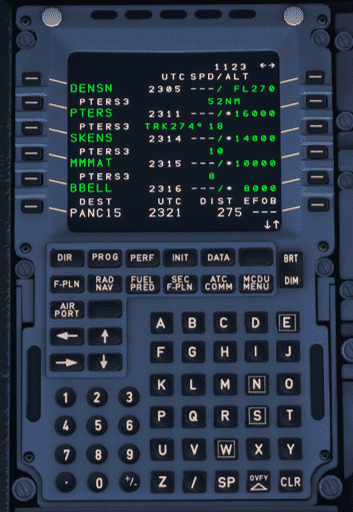 1123 ↔
UTC SPD/ALT
DENSN 2305 ---/ FL270
PTERS3 52NM
PTERS 2311 ---/*16000
PTERS3 TRK274° 18
SKENS 2314 ---/*14000
PTERS3 10
MMMAT 2315 ---/*10000
PTERS3 8
BBELL 2316 ---/* 8000
DEST UTC DIST EFOB
PANC15 2321 275 ---
↓↑
DIR PROG PERF INIT DATA BRT
F-PLN RAD NAV FUEL PRED SEC F-PLN ATC COMM MCDU MENU DIM
AIR PORT
← ↑
→ ↓
A B C D E
F G H I J
K L M N O
P Q R S T
U V W X Y
Z / SP OVFY △ CLR
1 2 3
4 5 6
7 8 9
. 0 +/-